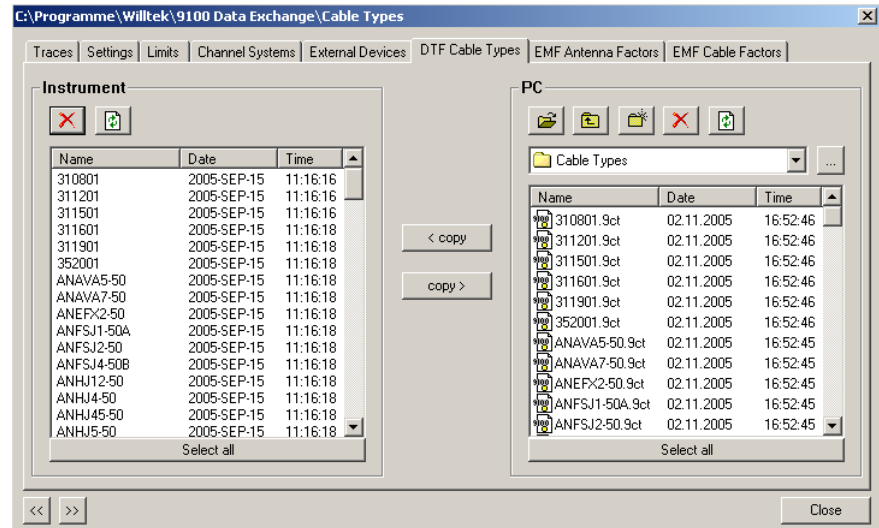 C:\Programme\Willtek\9100 Data Exchange\Cable Types
Traces Settings Limits Channel Systems External Devices DTF Cable Types EMF Antenna Factors EMF Cable Factors
Instrument
Name Date Time
310801 2005-SEP-15 11:16:16
311201 2005-SEP-15 11:16:16
311501 2005-SEP-15 11:16:16
311601 2005-SEP-15 11:16:18
311901 2005-SEP-15 11:16:18
352001 2005-SEP-15 11:16:18
ANAVA5-50 2005-SEP-15 11:16:18
ANAVA7-50 2005-SEP-15 11:16:18
ANEFX2-50 2005-SEP-15 11:16:18
ANFSJ1-50A 2005-SEP-15 11:16:18
ANFSJ2-50 2005-SEP-15 11:16:18
ANFSJ4-50B 2005-SEP-15 11:16:18
ANHJ12-50 2005-SEP-15 11:16:18
ANHJ4-50 2005-SEP-15 11:16:18
ANHJ45-50 2005-SEP-15 11:16:18
ANHJ5-50 2005-SEP-15 11:16:18
Select all
< copy
copy >
PC
Cable Types
...
Name Date Time
310801.9ct 02.11.2005 16:52:46
311201.9ct 02.11.2005 16:52:46
311501.9ct 02.11.2005 16:52:46
311601.9ct 02.11.2005 16:52:46
311901.9ct 02.11.2005 16:52:46
352001.9ct 02.11.2005 16:52:46
ANAVA5-50.9ct 02.11.2005 16:52:45
ANAVA7-50.9ct 02.11.2005 16:52:45
ANEFX2-50.9ct 02.11.2005 16:52:45
ANFSJ1-50A.9ct 02.11.2005 16:52:45
ANFSJ2-50.9ct 02.11.2005 16:52:45
Select all
<< >> Close